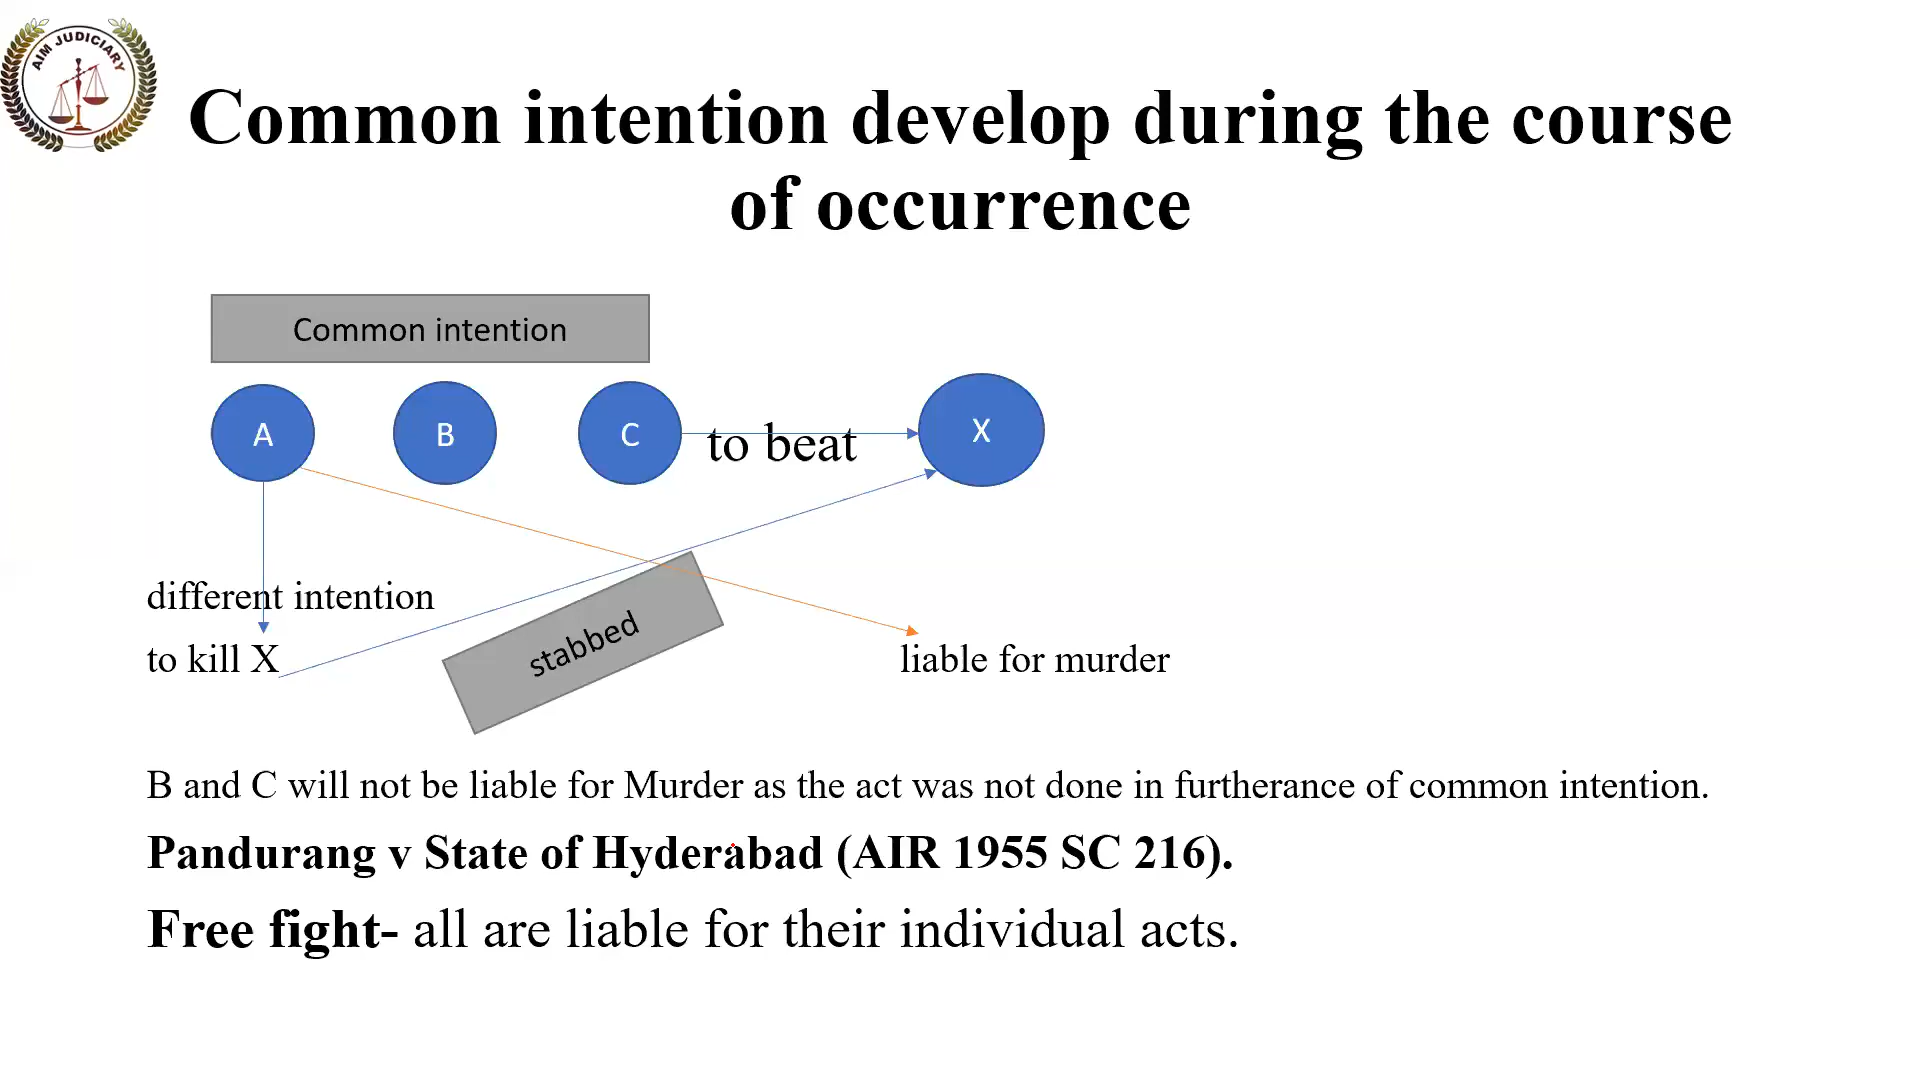 AIM JUDICIARY
Common intention develop during the course
of occurrence
Common intention
A B C to beat X
different intention
stabbed
to kill X
liable for murder
B and C will not be liable for Murder as the act was not done in furtherance of common intention.
Pandurang v State of Hyderabad (AIR 1955 SC 216).
Free fight- all are liable for their individual acts.